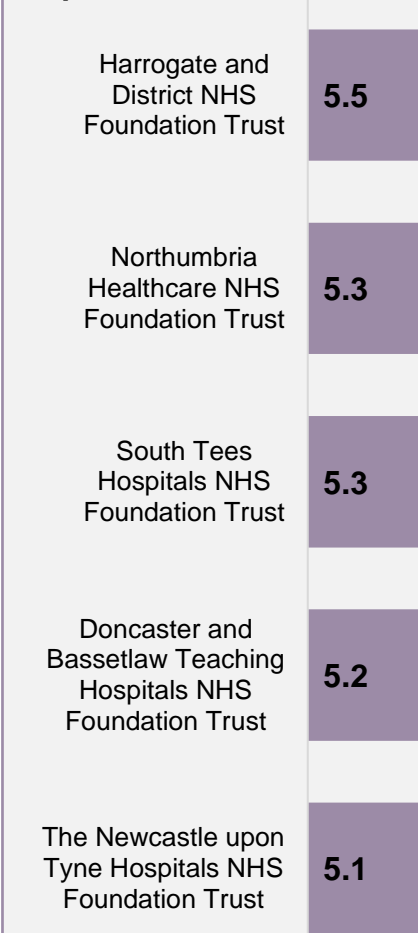 Harrogate and
District NHS
Foundation Trust
5.5
Northumbria
Healthcare NHS
Foundation Trust
5.3
South Tees
Hospitals NHS
Foundation Trust
5.3
Doncaster and
Bassetlaw Teaching
Hospitals NHS
Foundation Trust
5.2
The Newcastle upon
Tyne Hospitals NHS
Foundation Trust
5.1